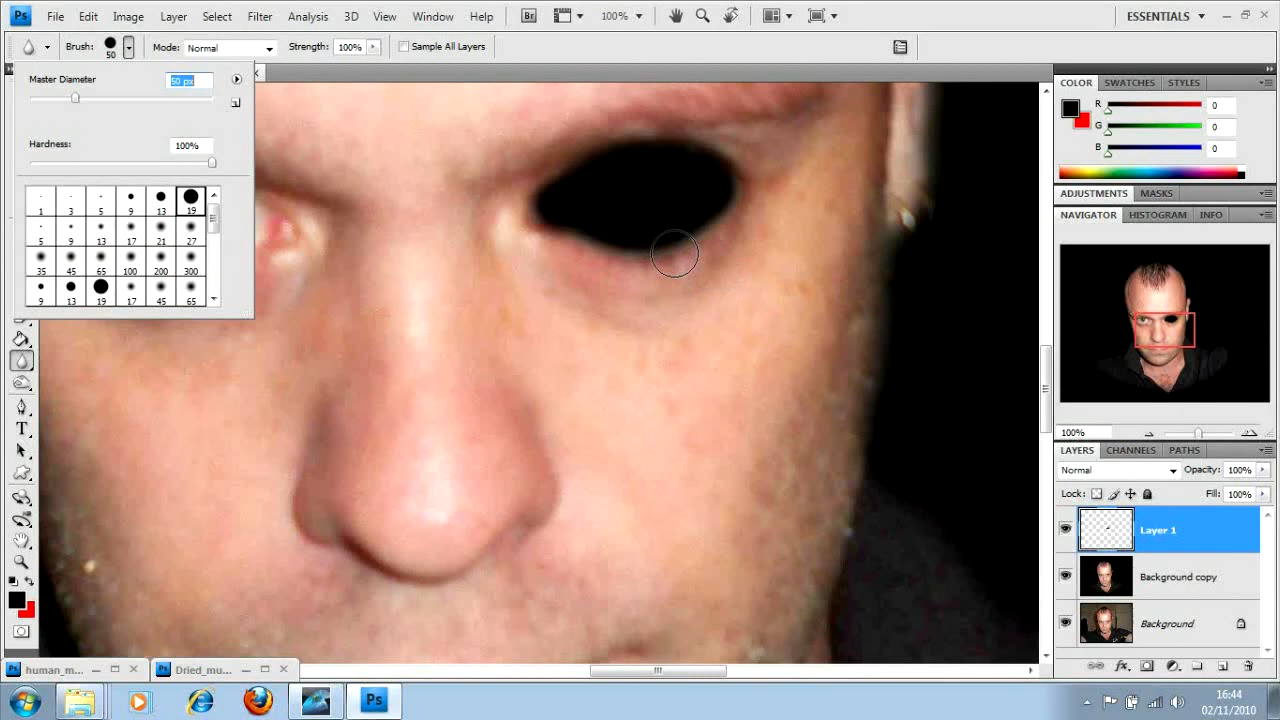 Ps File Edit Image Layer Select Filter Analysis 3D View Window Help Br 100% ESSENTIALS
Brush: 50 Mode: Normal Strength: 100% Sample All Layers
Master Diameter 50 px
Hardness: 100%
1 3 5 9 13 19
5 9 13 17 21 27
35 45 65 100 200 300
9 13 19 17 45 65
COLOR SWATCHES STYLES
R 0
G 0
B 0
ADJUSTMENTS MASKS
NAVIGATOR HISTOGRAM INFO
100%
LAYERS CHANNELS PATHS
Normal Opacity: 100%
Lock: Fill: 100%
Layer 1
Background copy
Background
T
Ps human_m... Ps Dried_mu...
Ps
16:44
02/11/2010